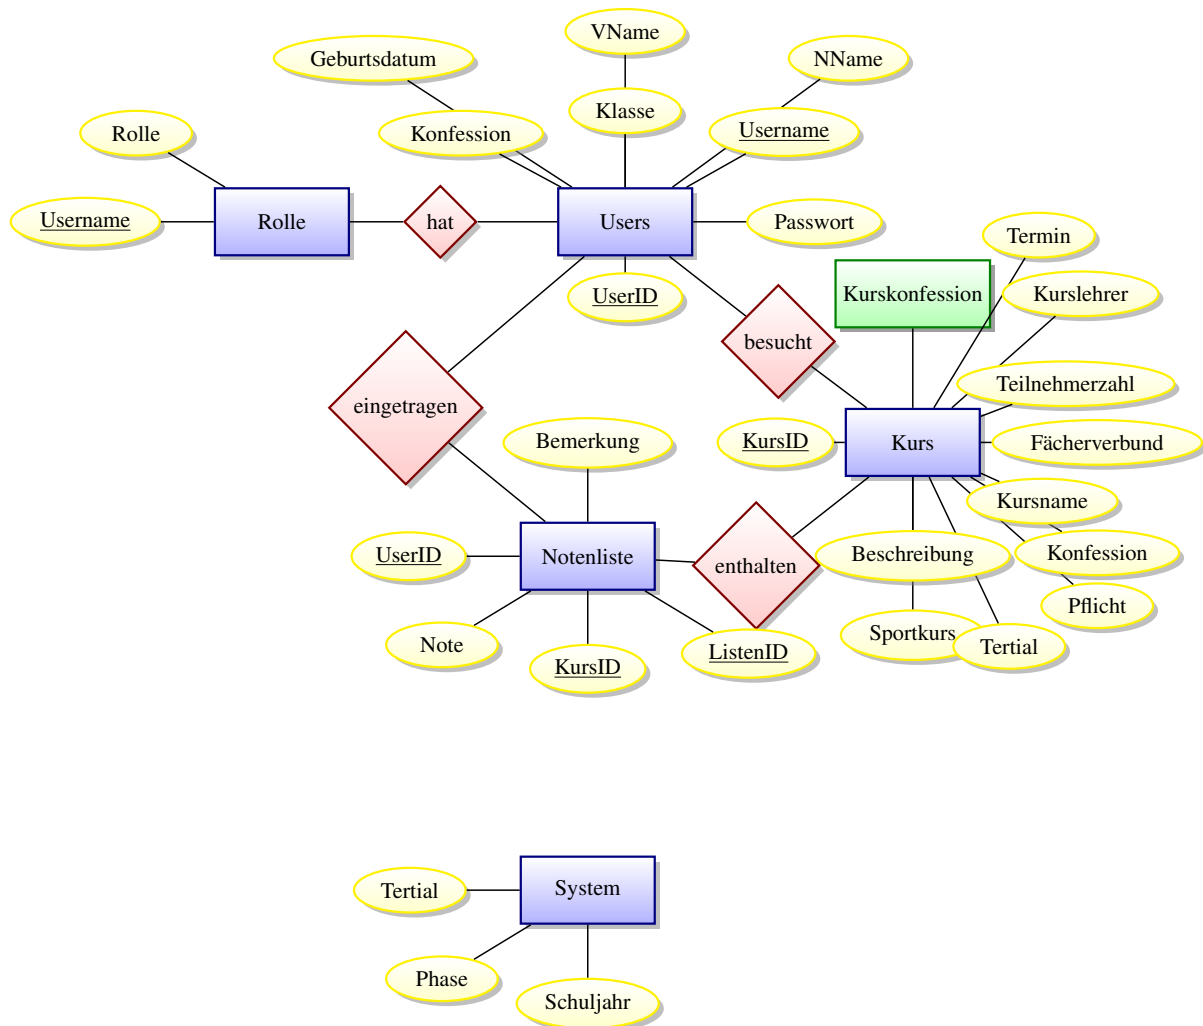 VName
Geburtsdatum
NName
Klasse
Rolle
Konfession
Username
Username
Rolle
hat
Users
Passwort
Termin
UserID
Kurskonfession
Kurslehrer
besucht
Teilnehmerzahl
eingetragen
Bemerkung
KursID
Kurs
Fächerverbund
Kursname
UserID
Notenliste
enthalten
Beschreibung
Konfession
Pflicht
Note
Sportkurs
Tertial
KursID
ListenID
Tertial
System
Phase
Schuljahr